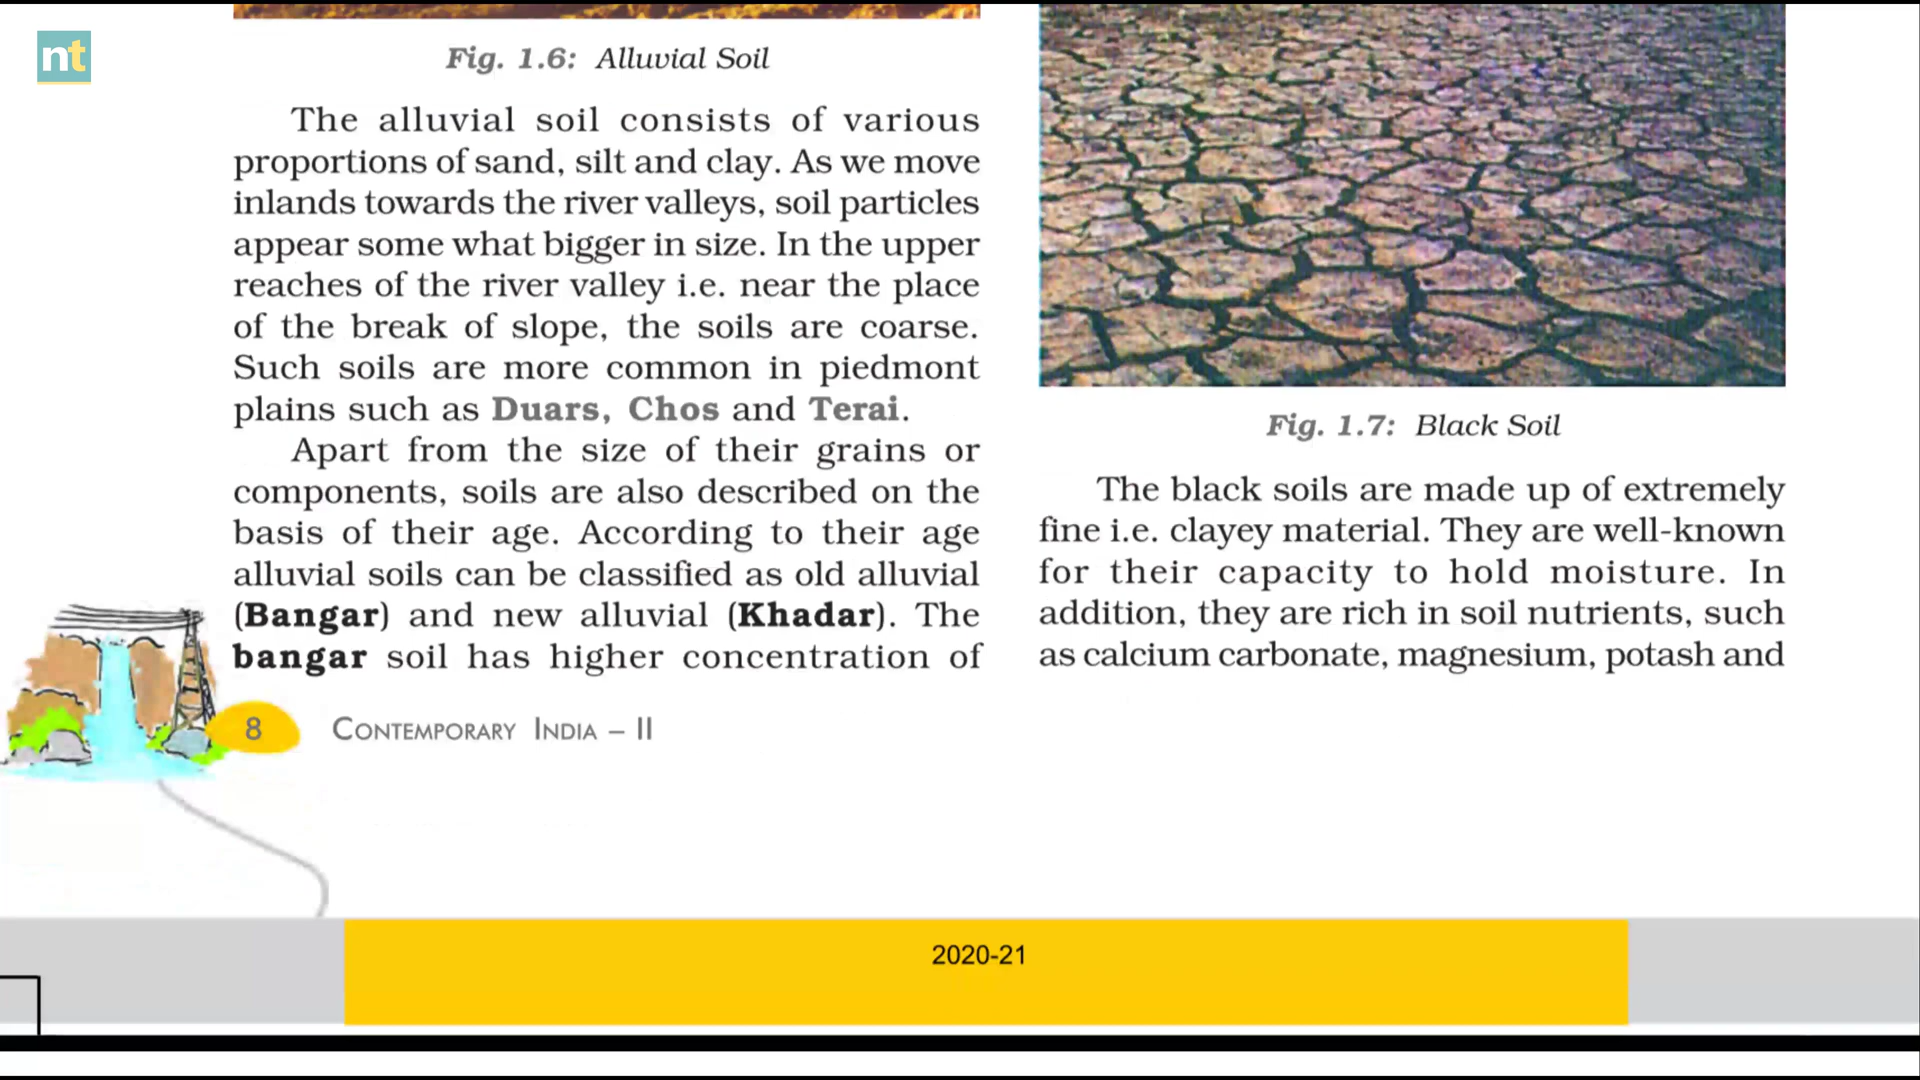 nt
Fig. 1.6: Alluvial Soil
The alluvial soil consists of various
proportions of sand, silt and clay. As we move
inlands towards the river valleys, soil particles
appear some what bigger in size. In the upper
reaches of the river valley i.e. near the place
of the break of slope, the soils are coarse.
Such soils are more common in piedmont
plains such as Duars, Chos and Terai.
Apart from the size of their grains or
components, soils are also described on the
basis of their age. According to their age
alluvial soils can be classified as old alluvial
(Bangar) and new alluvial (Khadar). The
bangar soil has higher concentration of
Fig. 1.7: Black Soil
The black soils are made up of extremely
fine i.e. clayey material. They are well-known
for their capacity to hold moisture. In
addition, they are rich in soil nutrients, such
as calcium carbonate, magnesium, potash and
8 Contemporary India – II
2020-21